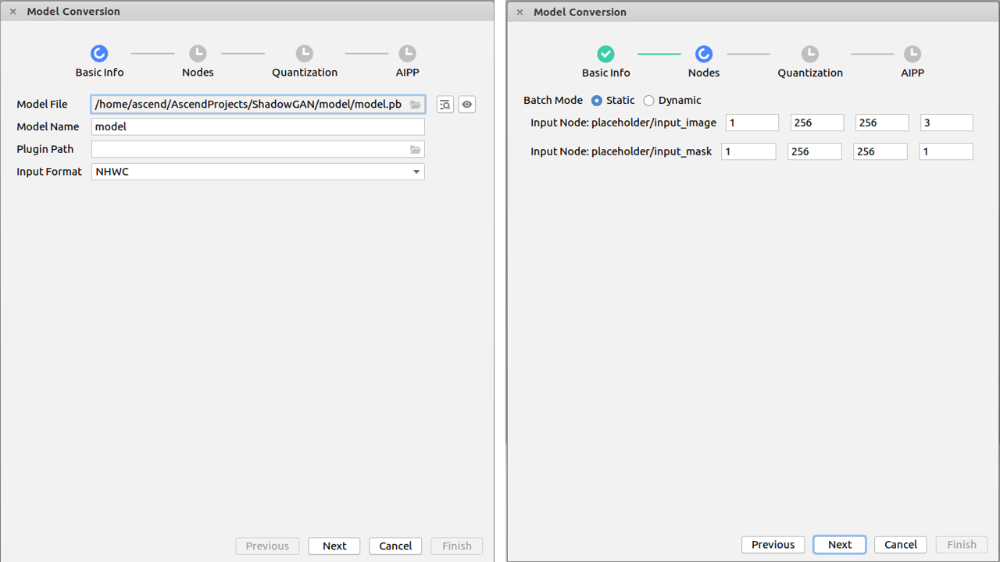 Model Conversion
Basic Info Nodes Quantization AIPP
Model File /home/ascend/AscendProjects/ShadowGAN/model/model.pb
Model Name model
Plugin Path
Input Format NHWC
Previous Next Cancel Finish
Model Conversion
Basic Info Nodes Quantization AIPP
Batch Mode Static Dynamic
Input Node: placeholder/input_image 1 256 256 3
Input Node: placeholder/input_mask 1 256 256 1
Previous Next Cancel Finish